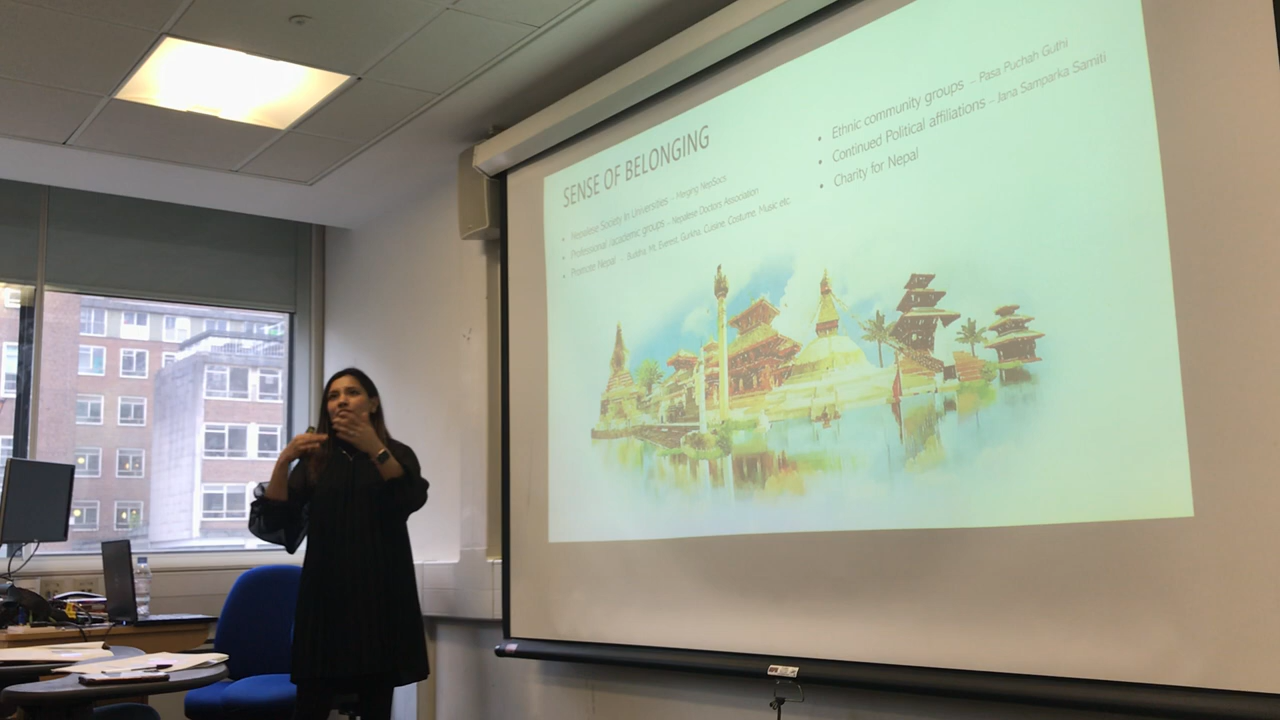 SENSE OF BELONGING
• Nepalese Society in Universities – Merging NepSocs
• Professional /academic groups – Nepalese Doctors Association
• Promote Nepal – Buddha, Mt. Everest, Gurkha, Cuisine, Costume, Music etc
• Ethnic community groups – Pasa Puchah Guthi
• Continued Political affiliations – Jana Samparka Samiti
• Charity for Nepal